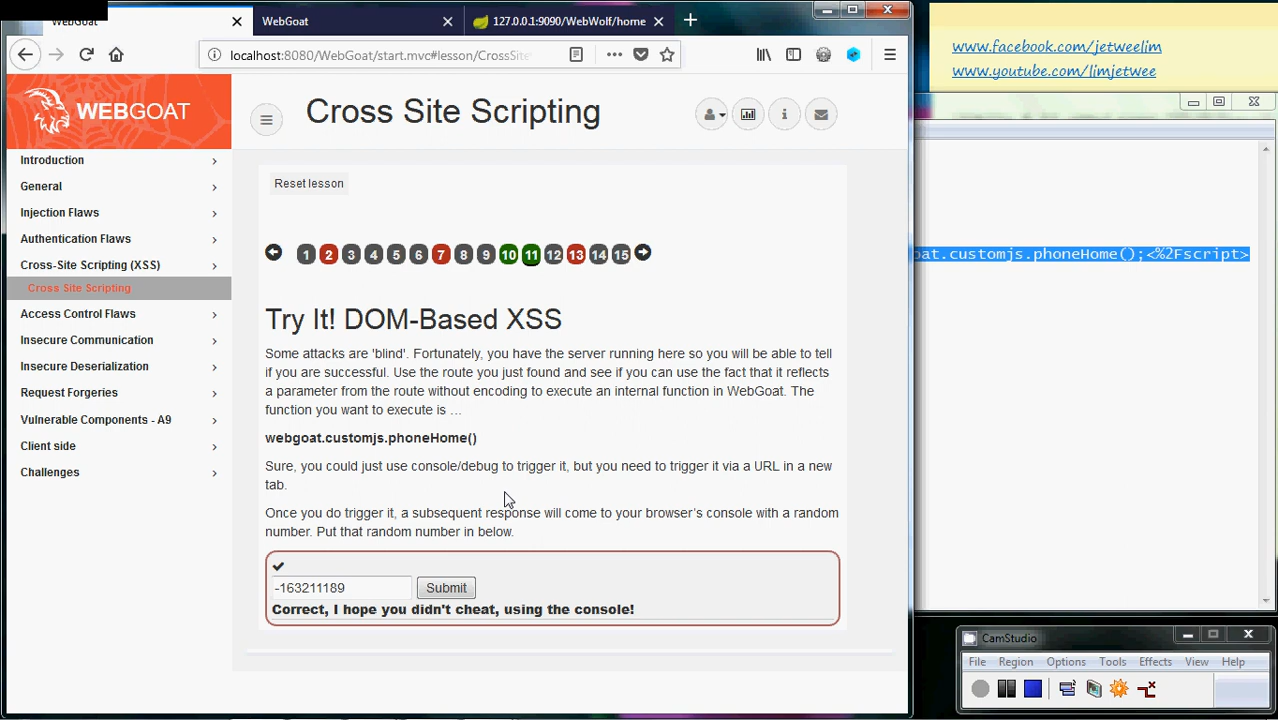 WebGoat
WebGoat
127.0.0.1:9090/WebWolf/home
localhost:8080/WebGoat/start.mvc#lesson/CrossSite
www.facebook.com/jetweelim
www.youtube.com/limjetwee
WEBGOAT
Cross Site Scripting
Introduction
General
Injection Flaws
Authentication Flaws
Cross-Site Scripting (XSS)
Cross Site Scripting
Access Control Flaws
Insecure Communication
Insecure Deserialization
Request Forgeries
Vulnerable Components - A9
Client side
Challenges
Reset lesson
1 2 3 4 5 6 7 8 9 10 11 12 13 14 15
Try It! DOM-Based XSS
Some attacks are 'blind'. Fortunately, you have the server running here so you will be able to tell
if you are successful. Use the route you just found and see if you can use the fact that it reflects
a parameter from the route without encoding to execute an internal function in WebGoat. The
function you want to execute is …
webgoat.customjs.phoneHome()
Sure, you could just use console/debug to trigger it, but you need to trigger it via a URL in a new
tab.
Once you do trigger it, a subsequent response will come to your browser's console with a random
number. Put that random number in below.
-163211189 Submit
Correct, I hope you didn't cheat, using the console!
oat.customjs.phoneHome();<%2Fscript>
CamStudio
File Region Options Tools Effects View Help